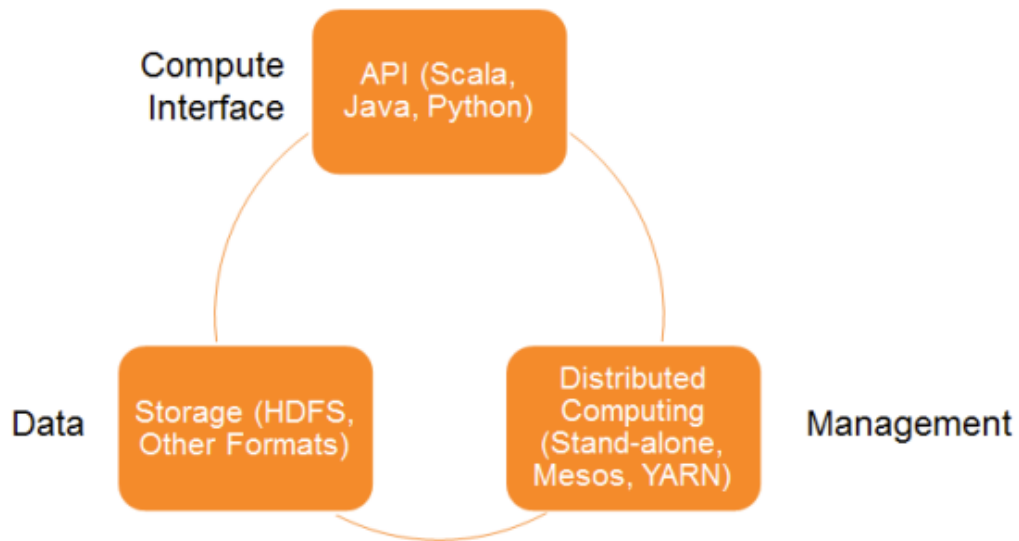 Compute
Interface
API (Scala,
Java, Python)
Data
Storage (HDFS,
Other Formats)
Distributed
Computing
(Stand-alone,
Mesos, YARN)
Management